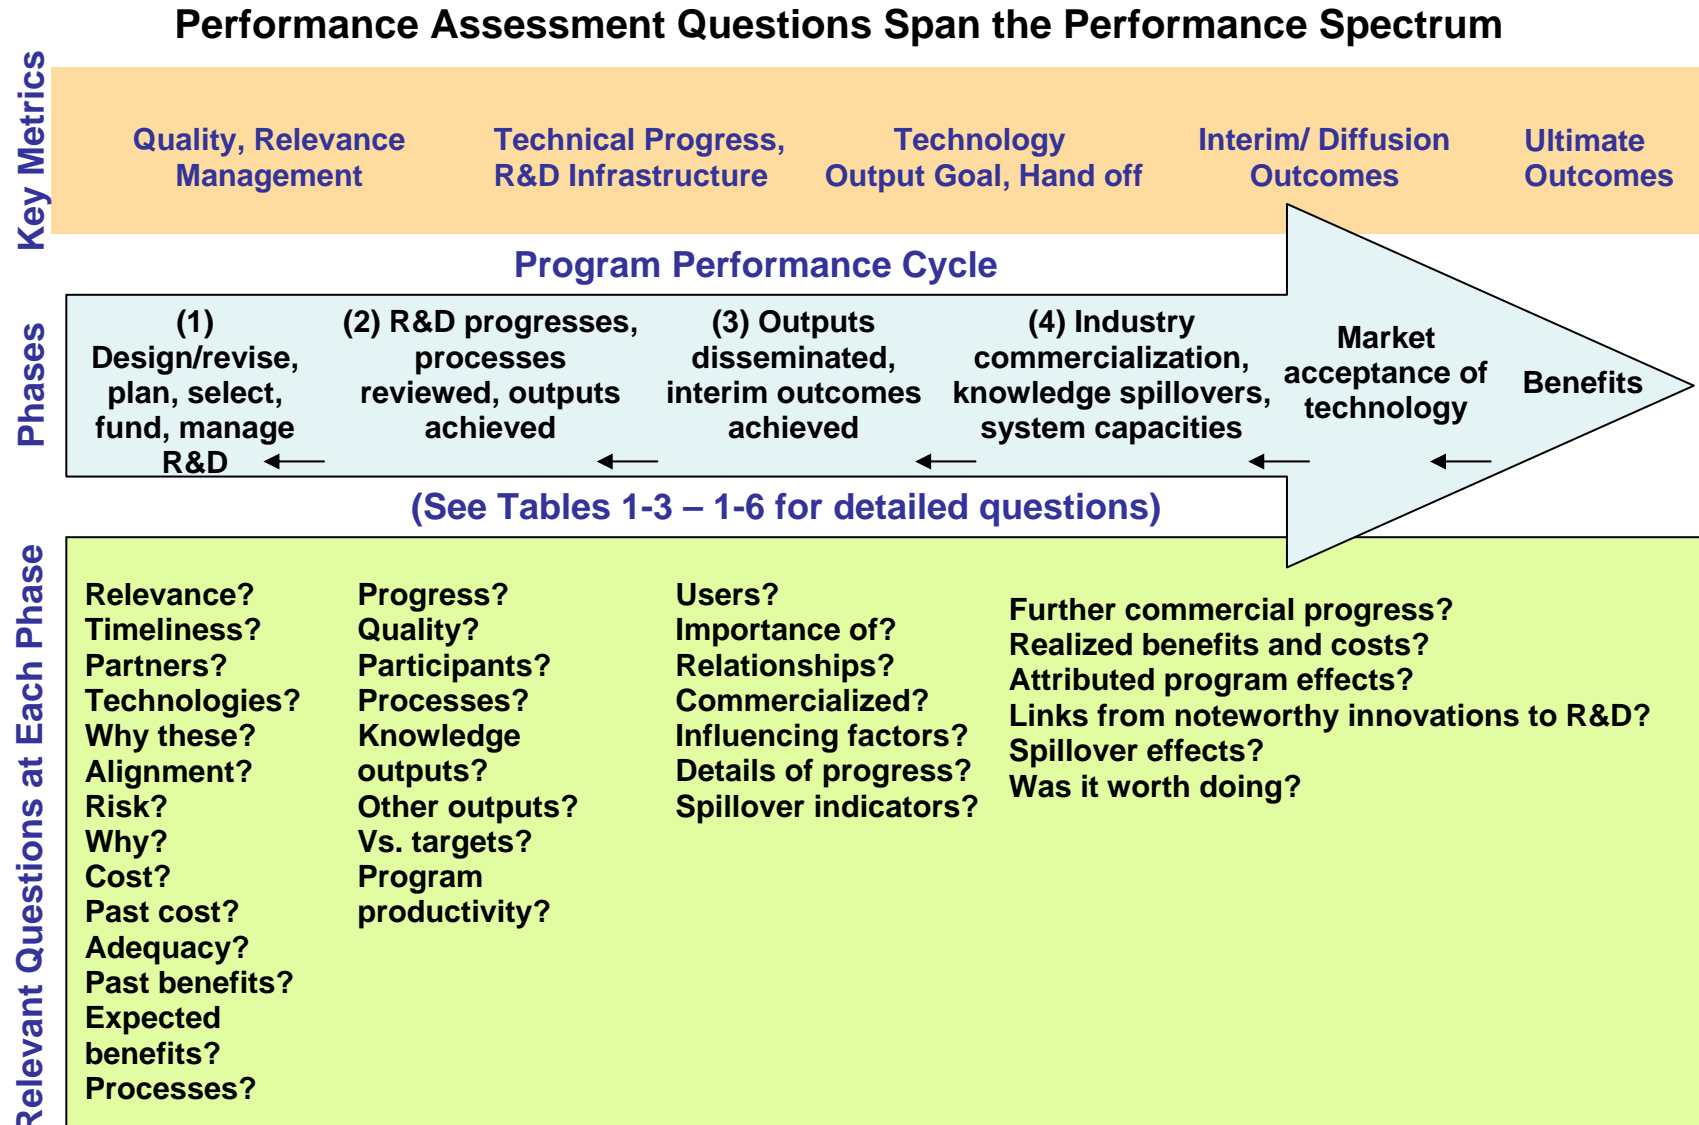 Performance Assessment Questions Span the Performance Spectrum
Key Metrics
Quality, Relevance
Management
Technical Progress,
R&D Infrastructure
Technology
Output Goal, Hand off
Interim/ Diffusion
Outcomes
Ultimate
Outcomes
Program Performance Cycle
Phases
(1)
Design/revise,
plan, select,
fund, manage
R&D
(2) R&D progresses,
processes
reviewed, outputs
achieved
(3) Outputs
disseminated,
interim outcomes
achieved
(4) Industry
commercialization,
knowledge spillovers,
system capacities
Market
acceptance of
technology
Benefits
(See Tables 1-3 – 1-6 for detailed questions)
Relevant Questions at Each Phase
Relevance?
Timeliness?
Partners?
Technologies?
Why these?
Alignment?
Risk?
Why?
Cost?
Past cost?
Adequacy?
Past benefits?
Expected
benefits?
Processes?
Progress?
Quality?
Participants?
Processes?
Knowledge
outputs?
Other outputs?
Vs. targets?
Program
productivity?
Users?
Importance of?
Relationships?
Commercialized?
Influencing factors?
Details of progress?
Spillover indicators?
Further commercial progress?
Realized benefits and costs?
Attributed program effects?
Links from noteworthy innovations to R&D?
Spillover effects?
Was it worth doing?